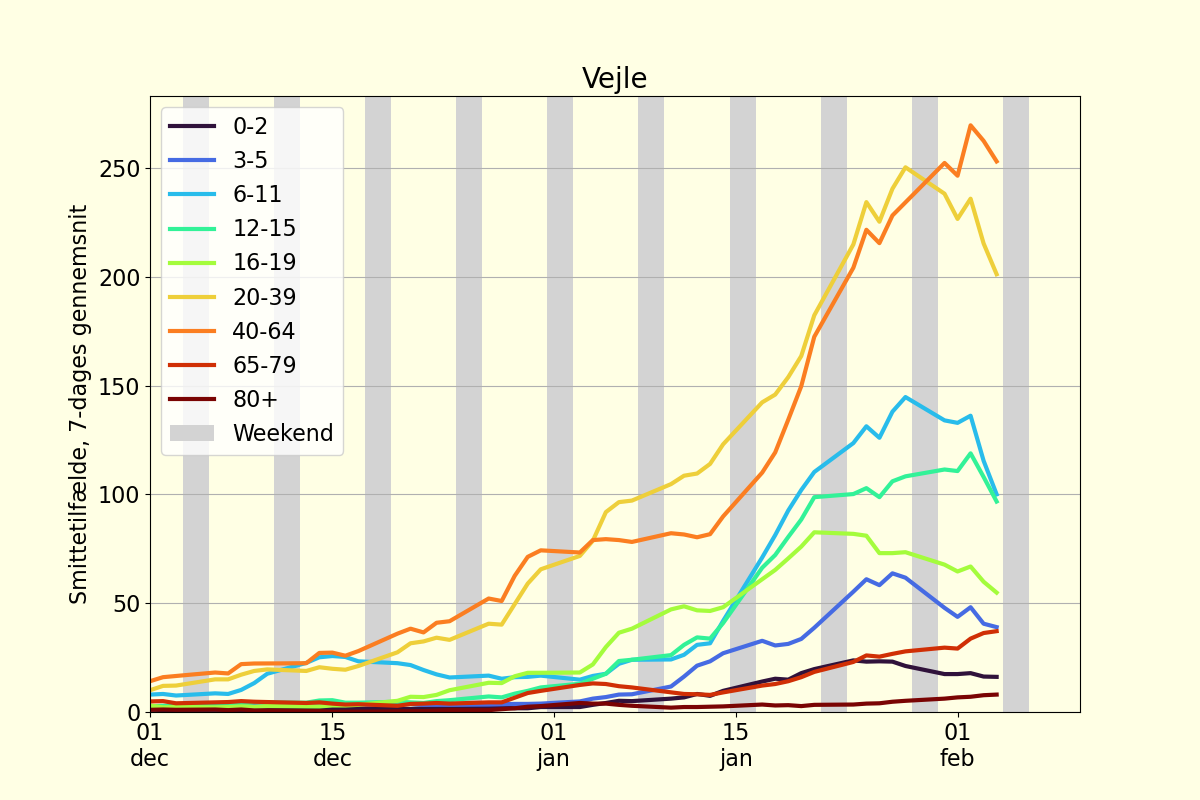 Vejle
Smittetilfælde, 7-dages gennemsnit
250
200
150
100
50
0
0-2
3-5
6-11
12-15
16-19
20-39
40-64
65-79
80+
Weekend
01
dec
15
dec
01
jan
15
jan
01
feb